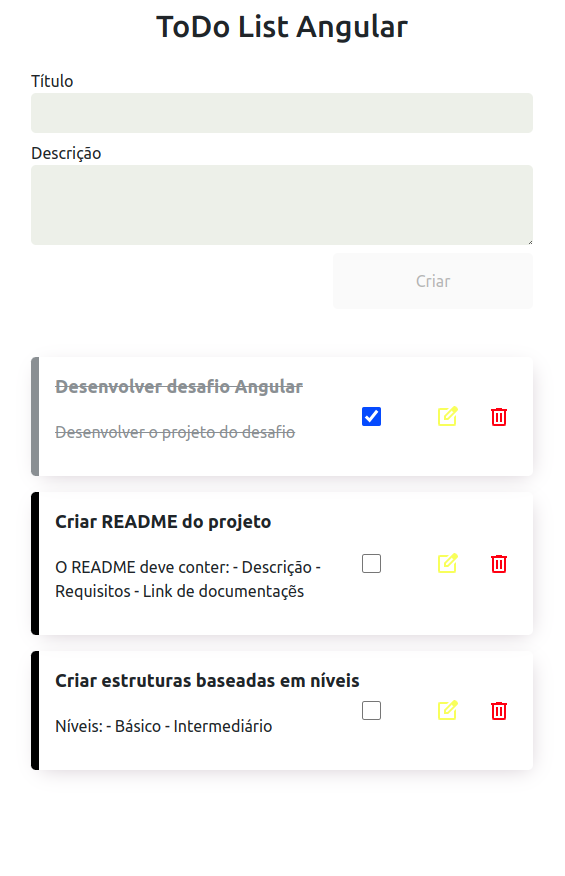 ToDo List Angular
Título
Descrição
Criar
Desenvolver desafio Angular
Desenvolver o projeto do desafio
Criar README do projeto
O README deve conter: - Descrição -
Requisitos - Link de documentaçẽs
Criar estruturas baseadas em níveis
Níveis: - Básico - Intermediário